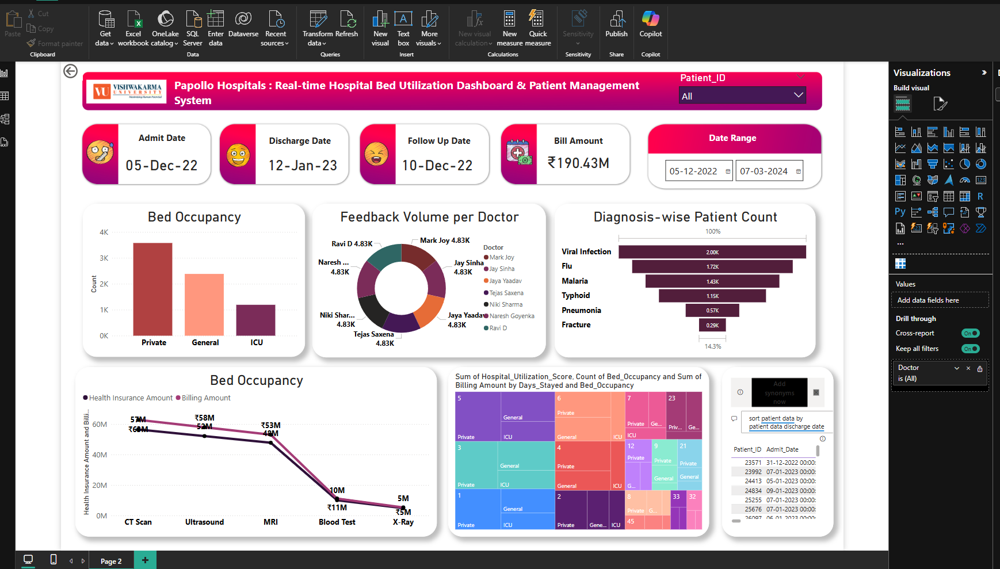 Paste
Cut
Copy
Format painter
Clipboard
Get data
Excel workbook
OneLake catalog
SQL Server
Enter data
Dataverse
Recent sources
Data
Transform data
Refresh
Queries
New visual
Text box
More visuals
Insert
New visual calculation
New measure
Quick measure
Calculations
Sensitivity
Sensitivity
Publish
Share
Copilot
Copilot
VU VISHWAKARMA
UNIVERSITY
Maximising Human Potential
Papollo Hospitals : Real-time Hospital Bed Utilization Dashboard & Patient Management
System
Patient_ID
All
Admit Date
05-Dec-22
Discharge Date
12-Jan-23
Follow Up Date
10-Dec-22
Bill Amount
₹190.43M
Date Range
05-12-2022
07-03-2024
Bed Occupancy
4K
3K
2K
1K
0K
Count
Private
General
ICU
Feedback Volume per Doctor
Ravi D 4.83K
Mark Joy 4.83K
Naresh ...
4.83K
Jay Sinha
4.83K
Niki Shar...
4.83K
Jaya Yaadav
4.83K
Tejas Saxena
4.83K
Doctor
Mark Joy
Jay Sinha
Jaya Yaadav
Tejas Saxena
Niki Sharma
Naresh Goyenka
Ravi D
Diagnosis-wise Patient Count
100%
Viral Infection 2.00K
Flu 1.72K
Malaria 1.43K
Typhoid 1.15K
Pneumonia 0.57K
Fracture 0.29K
14.3%
Bed Occupancy
Health Insurance Amount Billing Amount
Health Insurance Amount and Billi...
60M
40M
20M
0M
57M
₹63M
₹58M
52M
₹53M
48M
10M
₹11M
5M
₹5M
CT Scan
Ultrasound
MRI
Blood Test
X-Ray
Sum of Hospital_Utilization_Score, Count of Bed_Occupancy and Sum of
Billing Amount by Days_Stayed and Bed_Occupancy
5
Private
General
ICU
3
Private
General
ICU
1
Private
General
ICU
6
Private
General
ICU
4
Private
General
ICU
2
Private
Gene...
ICU
7
Private
Ge...
ICU
23
Priv...
Ge...
12
Private
G...
9
Private
General
21
Private
General
8
Private
G...
45
33
32
Add
synonyms
now
sort patient data by
patient data discharge date
Patient_ID Admit_Date
23571 31-12-2022 00:00:
23992 07-01-2023 00:00:
24413 05-01-2023 00:00:
24834 09-01-2023 00:00:
25255 07-01-2023 00:00:
25676 07-01-2023 00:00:
26097 06-01-2023 00:00:
Visualizations
Build visual
123
R
Py
123
...
Values
Add data fields here
Drill through
Cross-report
On
Keep all filters
On
Doctor
is (All)
Page 2
+